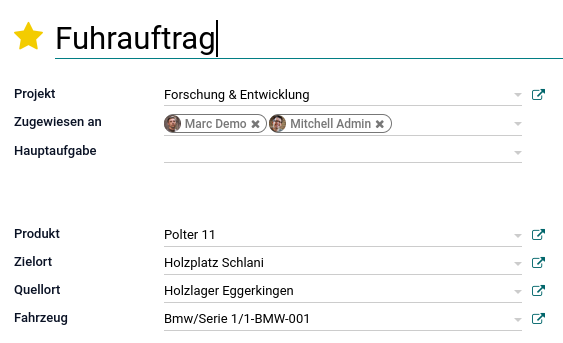 Fuhrauftrag
Projekt Forschung & Entwicklung
Zugewiesen an Marc Demo Mitchell Admin
Hauptaufgabe
Produkt Polter 11
Zielort Holzplatz Schlani
Quellort Holzlager Eggerkingen
Fahrzeug Bmw/Serie 1/1-BMW-001